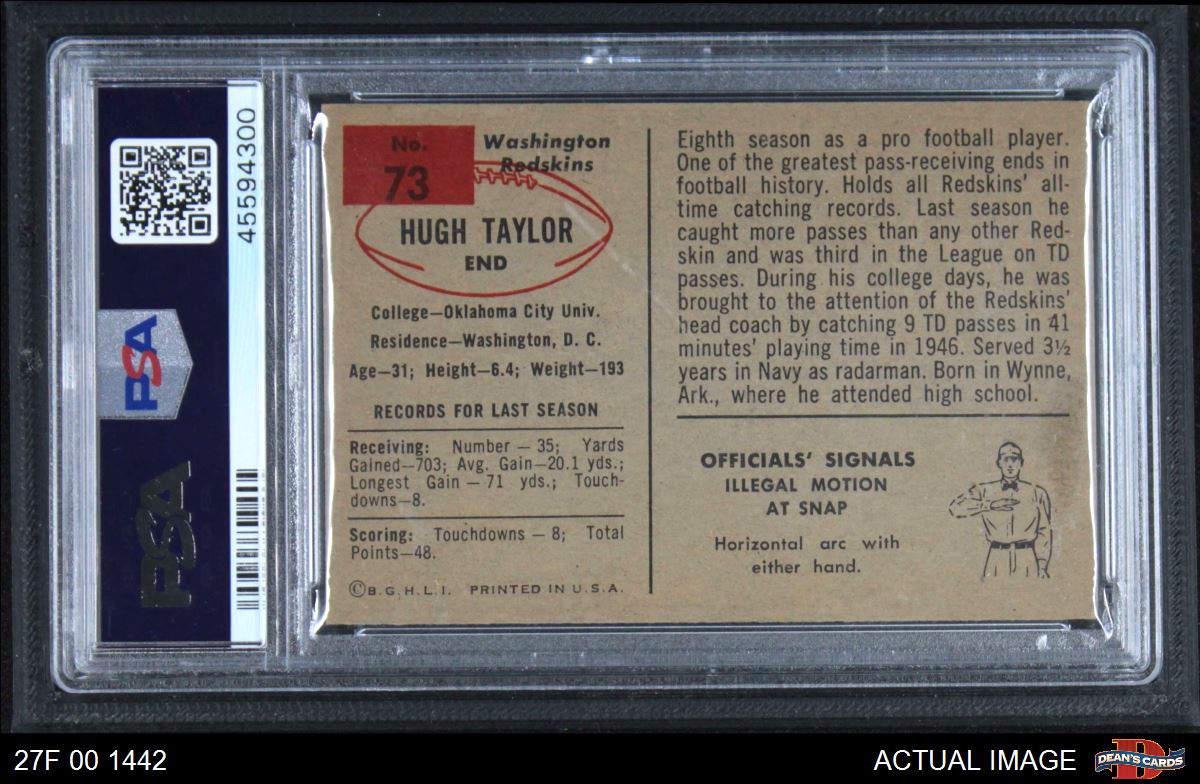 45594300
PSA
PSA
No.
73
Washington
Redskins
HUGH TAYLOR
END
College—Oklahoma City Univ.
Residence—Washington, D. C.
Age—31; Height—6.4; Weight—193
RECORDS FOR LAST SEASON
Receiving: Number — 35; Yards
Gained—703; Avg. Gain—20.1 yds.;
Longest Gain — 71 yds.; Touch-
downs—8.
Scoring: Touchdowns — 8; Total
Points—48.
©B.G.H.L.I. PRINTED IN U.S.A.
Eighth season as a pro football player.
One of the greatest pass-receiving ends in
football history. Holds all Redskins' all-
time catching records. Last season he
caught more passes than any other Red-
skin and was third in the League on TD
passes. During his college days, he was
brought to the attention of the Redskins'
head coach by catching 9 TD passes in 41
minutes' playing time in 1946. Served 3½
years in Navy as radarman. Born in Wynne,
Ark., where he attended high school.
OFFICIALS' SIGNALS
ILLEGAL MOTION
AT SNAP
Horizontal arc with
either hand.
27F 00 1442
ACTUAL IMAGE
D
DEAN'S CARDS